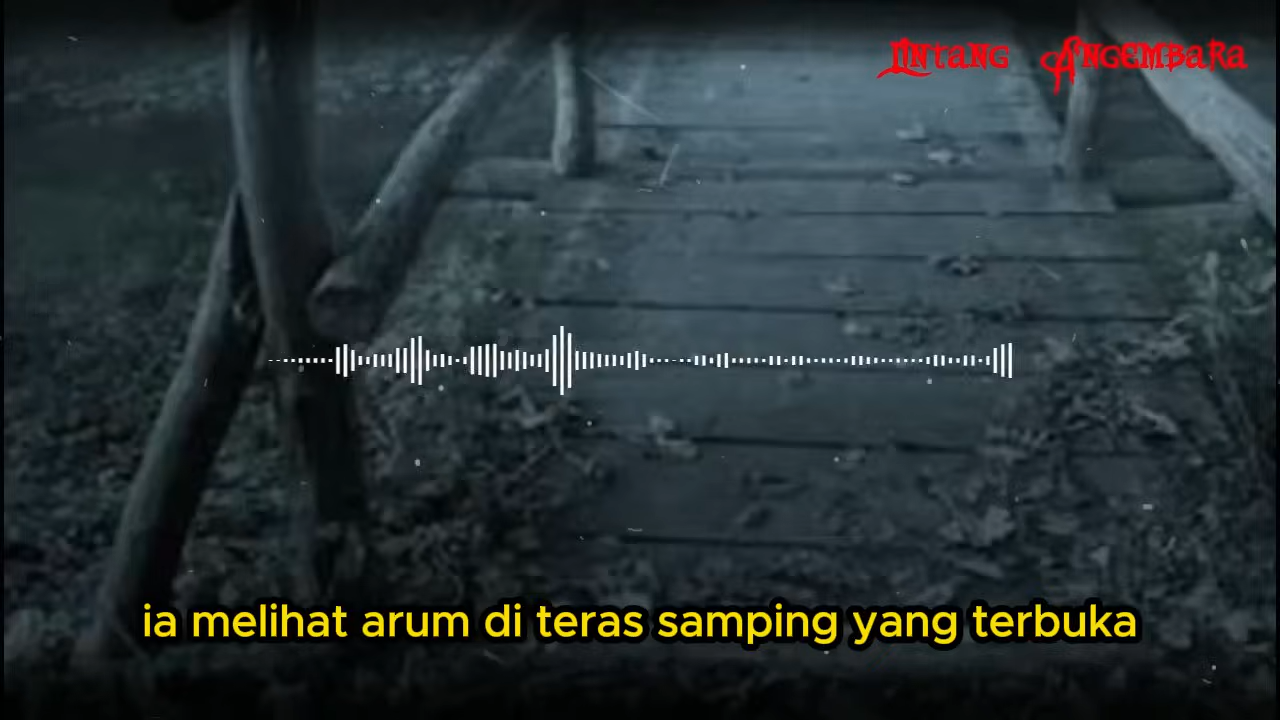 Lintang Angembara
ia melihat arum di teras samping yang terbuka